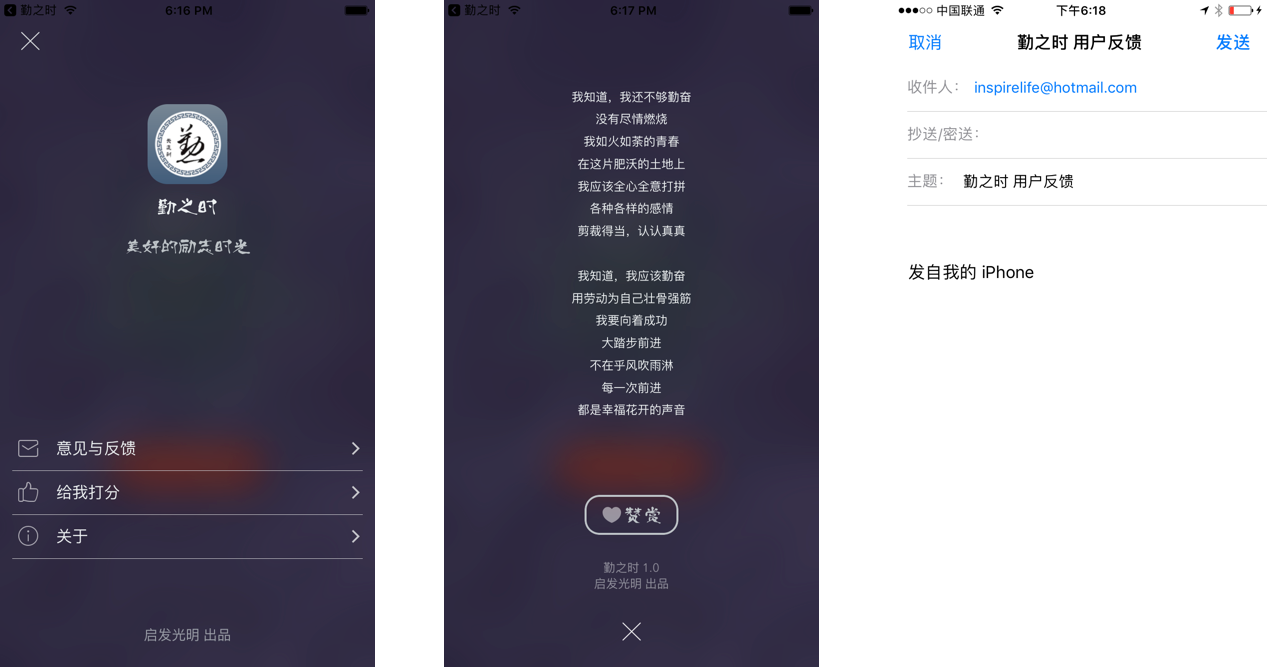 勤之时
6:16 PM
勤
勤之时
美好的励志时光
意见与反馈
给我打分
关于
启发光明 出品
勤之时
6:17 PM
我知道，我还不够勤奋
没有尽情燃烧
我如火如荼的青春
在这片肥沃的土地上
我应该全心全意打拼
各种各样的感情
剪裁得当，认认真真
我知道，我应该勤奋
用劳动为自己壮骨强筋
我要向着成功
大踏步前进
不在乎风吹雨淋
每一次前进
都是幸福花开的声音
赞赏
勤之时 1.0
启发光明 出品
中国联通
下午6:18
取消
勤之时 用户反馈
发送
收件人：
inspirelife@hotmail.com
抄送/密送：
主题：
勤之时 用户反馈
发自我的 iPhone